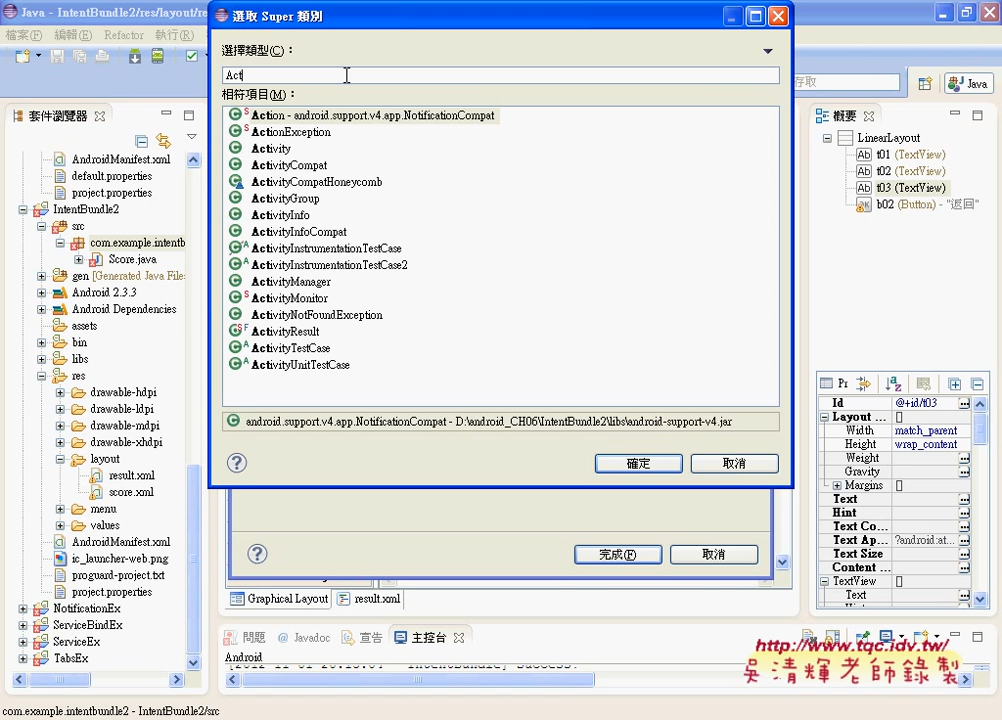 Java - IntentBundle2/res/layout/re
檔案(F) 編輯(E) Refactor 執行(R)
選取 Super 類別
選擇類型(C)：
Act
相符項目(M)：
Action - android.support.v4.app.NotificationCompat
ActionException
Activity
ActivityCompat
ActivityCompatHoneycomb
ActivityGroup
ActivityInfo
ActivityInfoCompat
ActivityInstrumentationTestCase
ActivityInstrumentationTestCase2
ActivityManager
ActivityMonitor
ActivityNotFoundException
ActivityResult
ActivityTestCase
ActivityUnitTestCase
android.support.v4.app.NotificationCompat - D:\android_CH06\IntentBundle2\libs\android-support-v4.jar
確定
取消
完成(F)
取消
存取
Java
套件瀏覽器
AndroidManifest.xml
default.properties
project.properties
IntentBundle2
src
com.example.intentb
Score.java
gen [Generated Java File:
Android 2.3.3
Android Dependencies
assets
bin
libs
res
drawable-hdpi
drawable-ldpi
drawable-mdpi
drawable-xhdpi
layout
result.xml
score.xml
menu
values
AndroidManifest.xml
ic_launcher-web.png
proguard-project.txt
project.properties
NotificationEx
ServiceBindEx
ServiceEx
TabsEx
概要
LinearLayout
Ab t01 (TextView)
Ab t02 (TextView)
Ab t03 (TextView)
b02 (Button) - "返回"
Pr
Id @+id/t03
Layout ... []
Width match_parent
Height wrap_content
Weight
Gravity
Margins []
Text
Hint
Text Co...
Text Ap... ?android:at...
Text Size
Content ...
TextView []
Text
Graphical Layout
result.xml
問題
Javadoc
宣告
主控台
Android
http://www.tqc.idv.tw/
吳清輝老師錄製
com.example.intentbundle2 - IntentBundle2/src